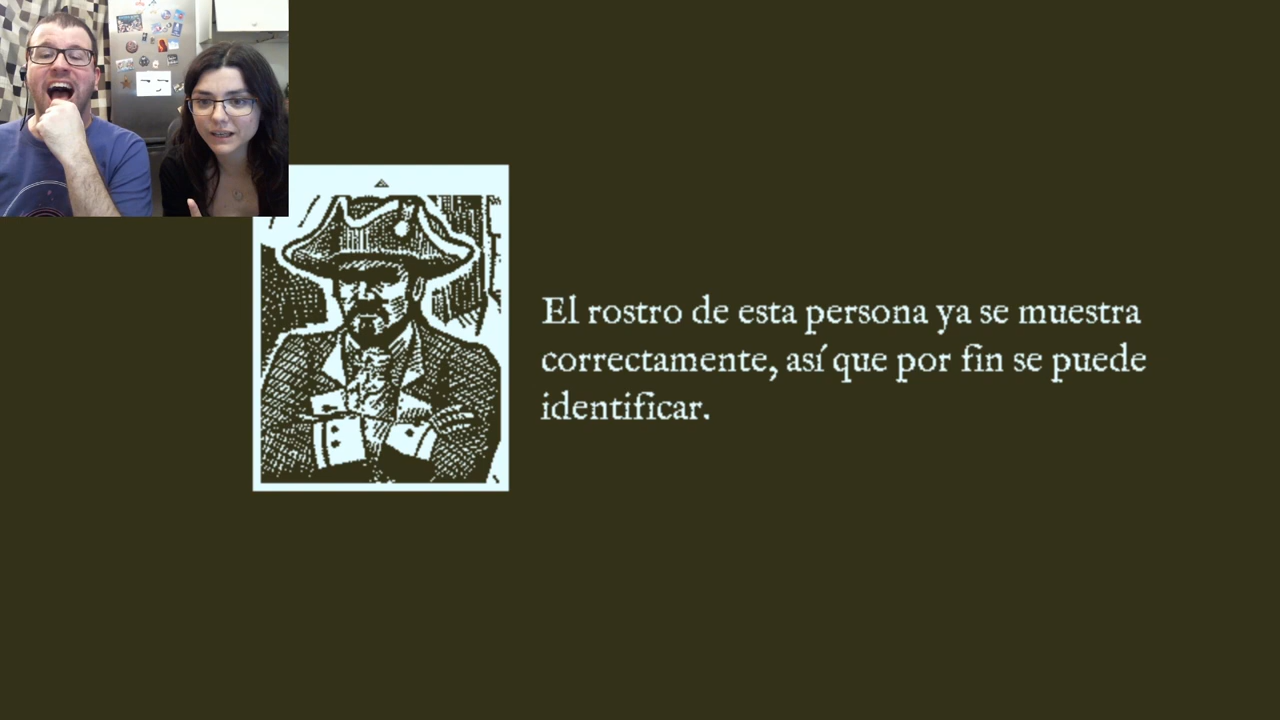 El rostro de esta persona ya se muestra
correctamente, así que por fin se puede
identificar.